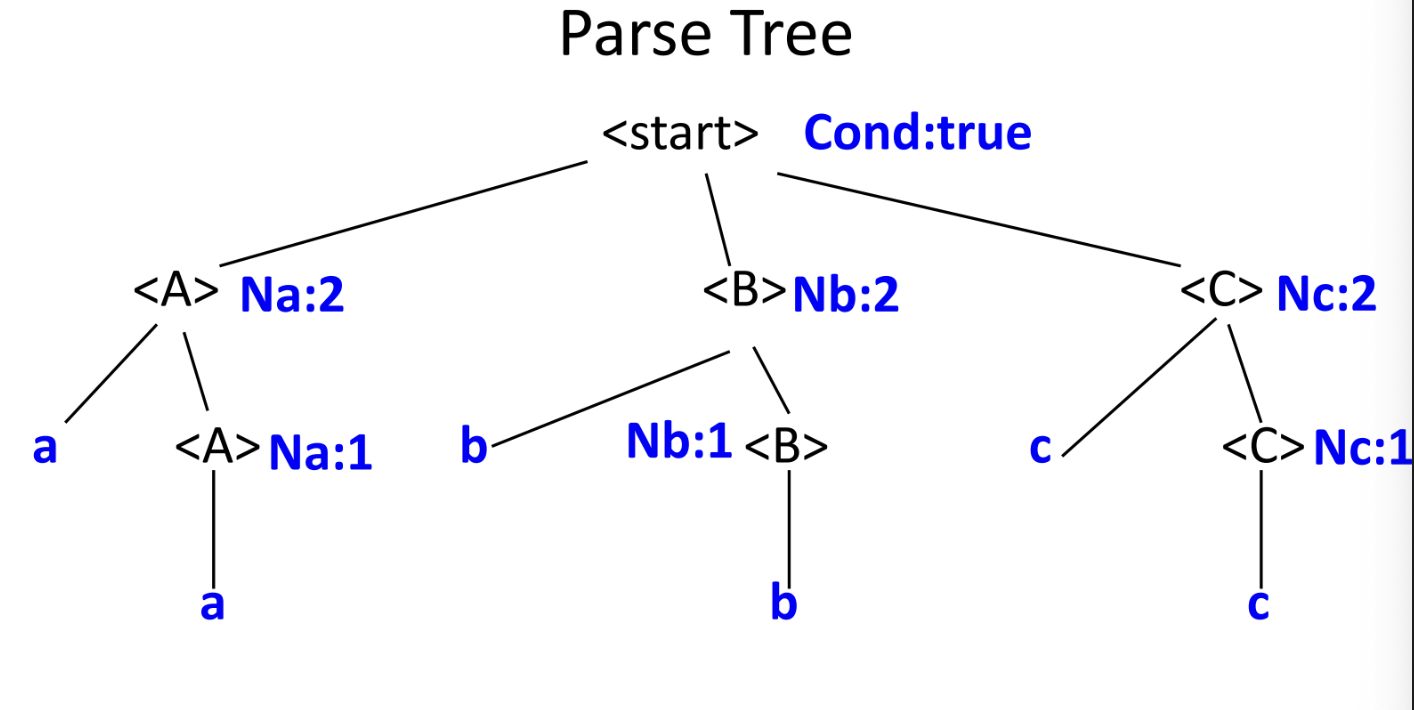 Parse Tree
<start> Cond:true
<A> Na:2 <B> Nb:2 <C> Nc:2
a <A> Na:1 b Nb:1 <B> c <C> Nc:1
a b c